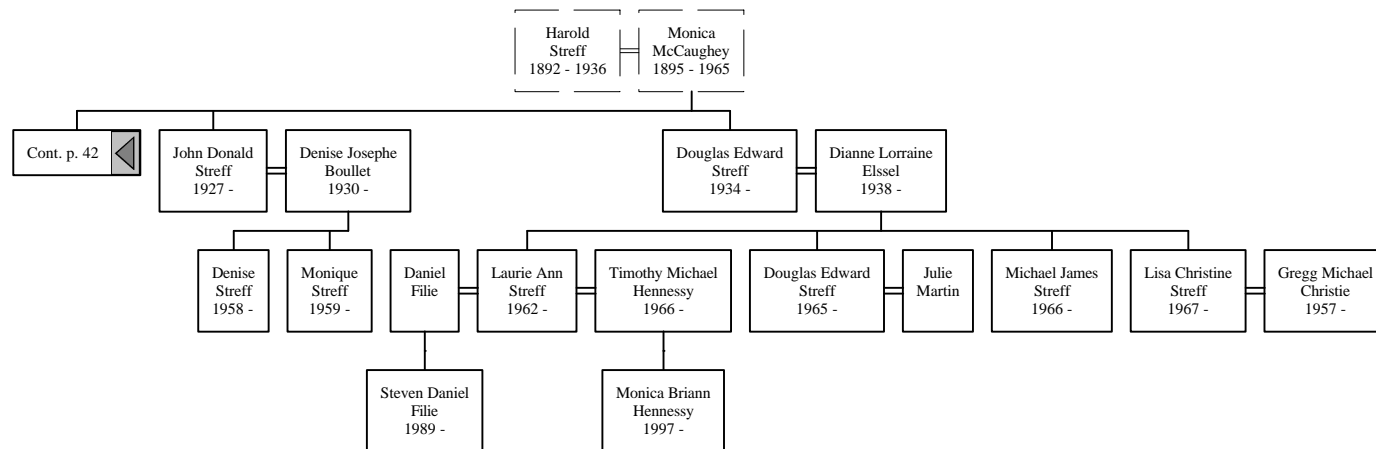 Harold
Streff
1892 - 1936
Monica
McCaughey
1895 - 1965
Cont. p. 42
John Donald
Streff
1927 -
Denise Josephe
Boullet
1930 -
Douglas Edward
Streff
1934 -
Dianne Lorraine
Elssel
1938 -
Denise
Streff
1958 -
Monique
Streff
1959 -
Daniel
Filie
Laurie Ann
Streff
1962 -
Timothy Michael
Hennessy
1966 -
Douglas Edward
Streff
1965 -
Julie
Martin
Michael James
Streff
1966 -
Lisa Christine
Streff
1967 -
Gregg Michael
Christie
1957 -
Steven Daniel
Filie
1989 -
Monica Briann
Hennessy
1997 -